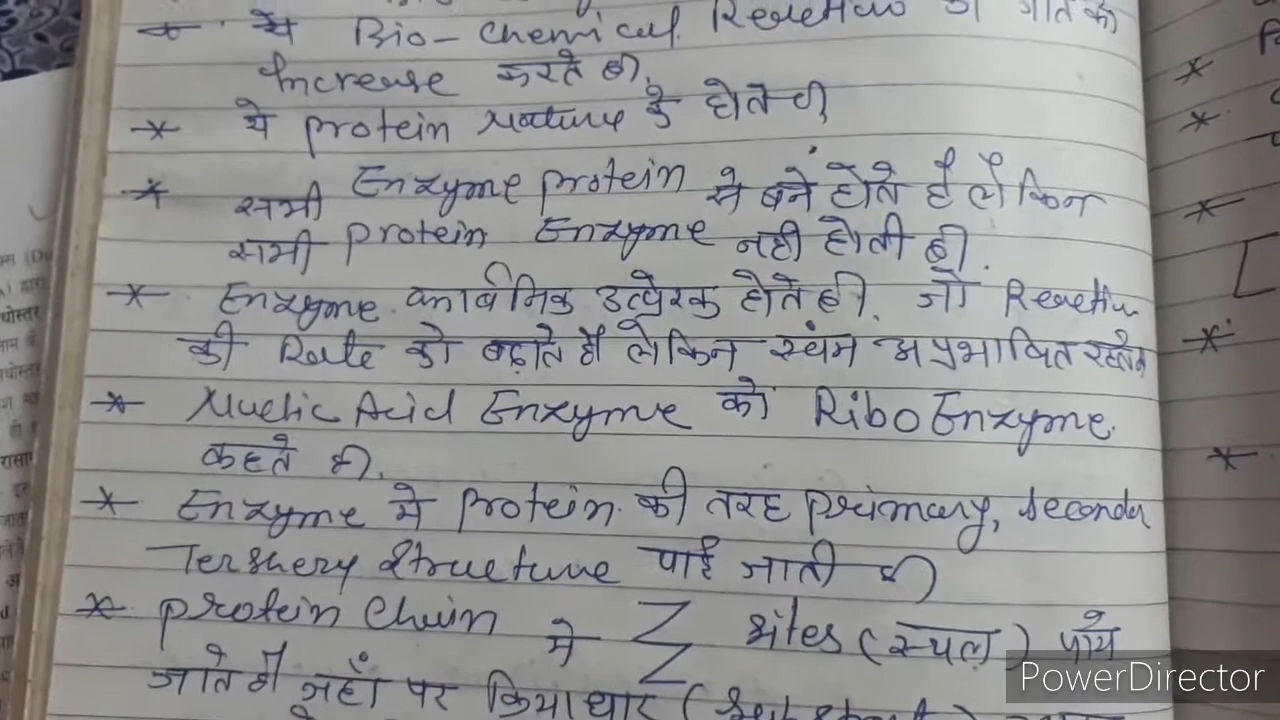 * ये Bio-chemical Reaction की गति को
Increase करते है.
* ये protein Nature के होते है
* सभी Enzyme protein से बने होते है लेकिन
सभी protein Enzyme नही होती है.
* Enzyme कार्बनिक उत्प्रेरक होते है. जो Reaction
की Rate को बढ़ाते है लेकिन स्वंम अप्रभावित रहते है
* Nuclic Acid Enzyme को Ribo Enzyme
कहते है.
* Enzyme मे protein की तरह primary, Seconda
Tershery Structure पाई जाती है
* protein Chain मे sites (स्थल) पाये
जाते है जहाँ पर क्रियाधार (
PowerDirector